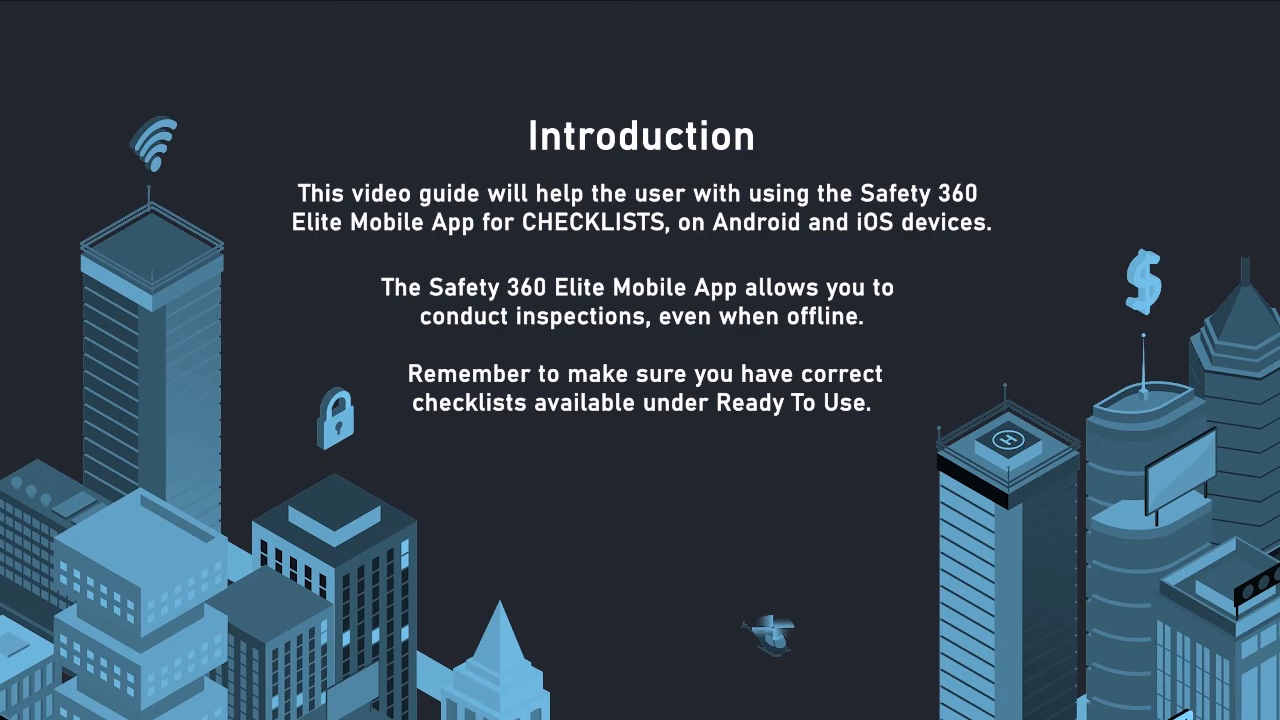 Introduction
This video guide will help the user with using the Safety 360
Elite Mobile App for CHECKLISTS, on Android and iOS devices.
The Safety 360 Elite Mobile App allows you to
conduct inspections, even when offline.
Remember to make sure you have correct
checklists available under Ready To Use.
H
$